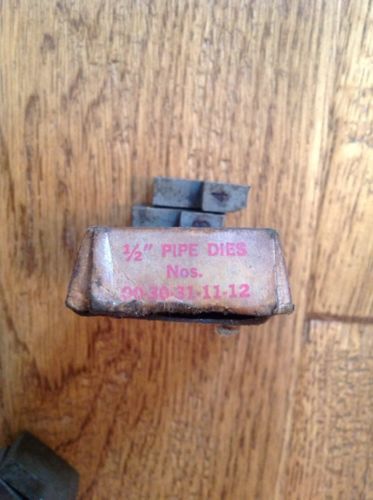 ½" PIPE DIES
Nos.
00-30-31-11-12